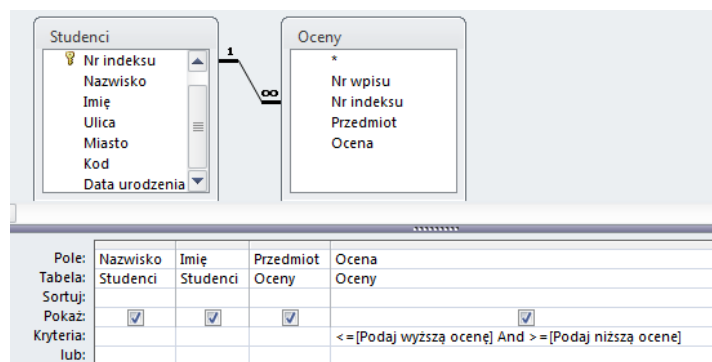 Studenci
Nr indeksu
Nazwisko
Imię
Ulica
Miasto
Kod
Data urodzenia
1
∞
Oceny
*
Nr wpisu
Nr indeksu
Przedmiot
Ocena
Pole: Nazwisko Imię Przedmiot Ocena
Tabela: Studenci Studenci Oceny Oceny
Sortuj:
Pokaż:
Kryteria: <=[Podaj wyższą ocenę] And >=[Podaj niższą ocene]
lub: